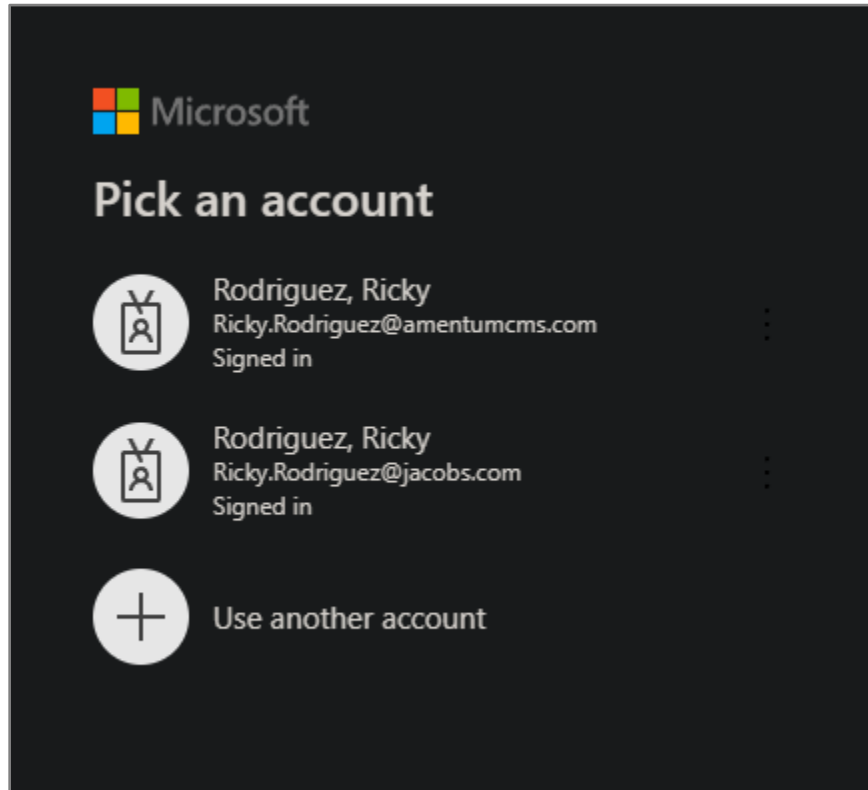 Microsoft
Pick an account
Rodriguez, Ricky
Ricky.Rodriguez@amentumcms.com
Signed in
Rodriguez, Ricky
Ricky.Rodriguez@jacobs.com
Signed in
Use another account